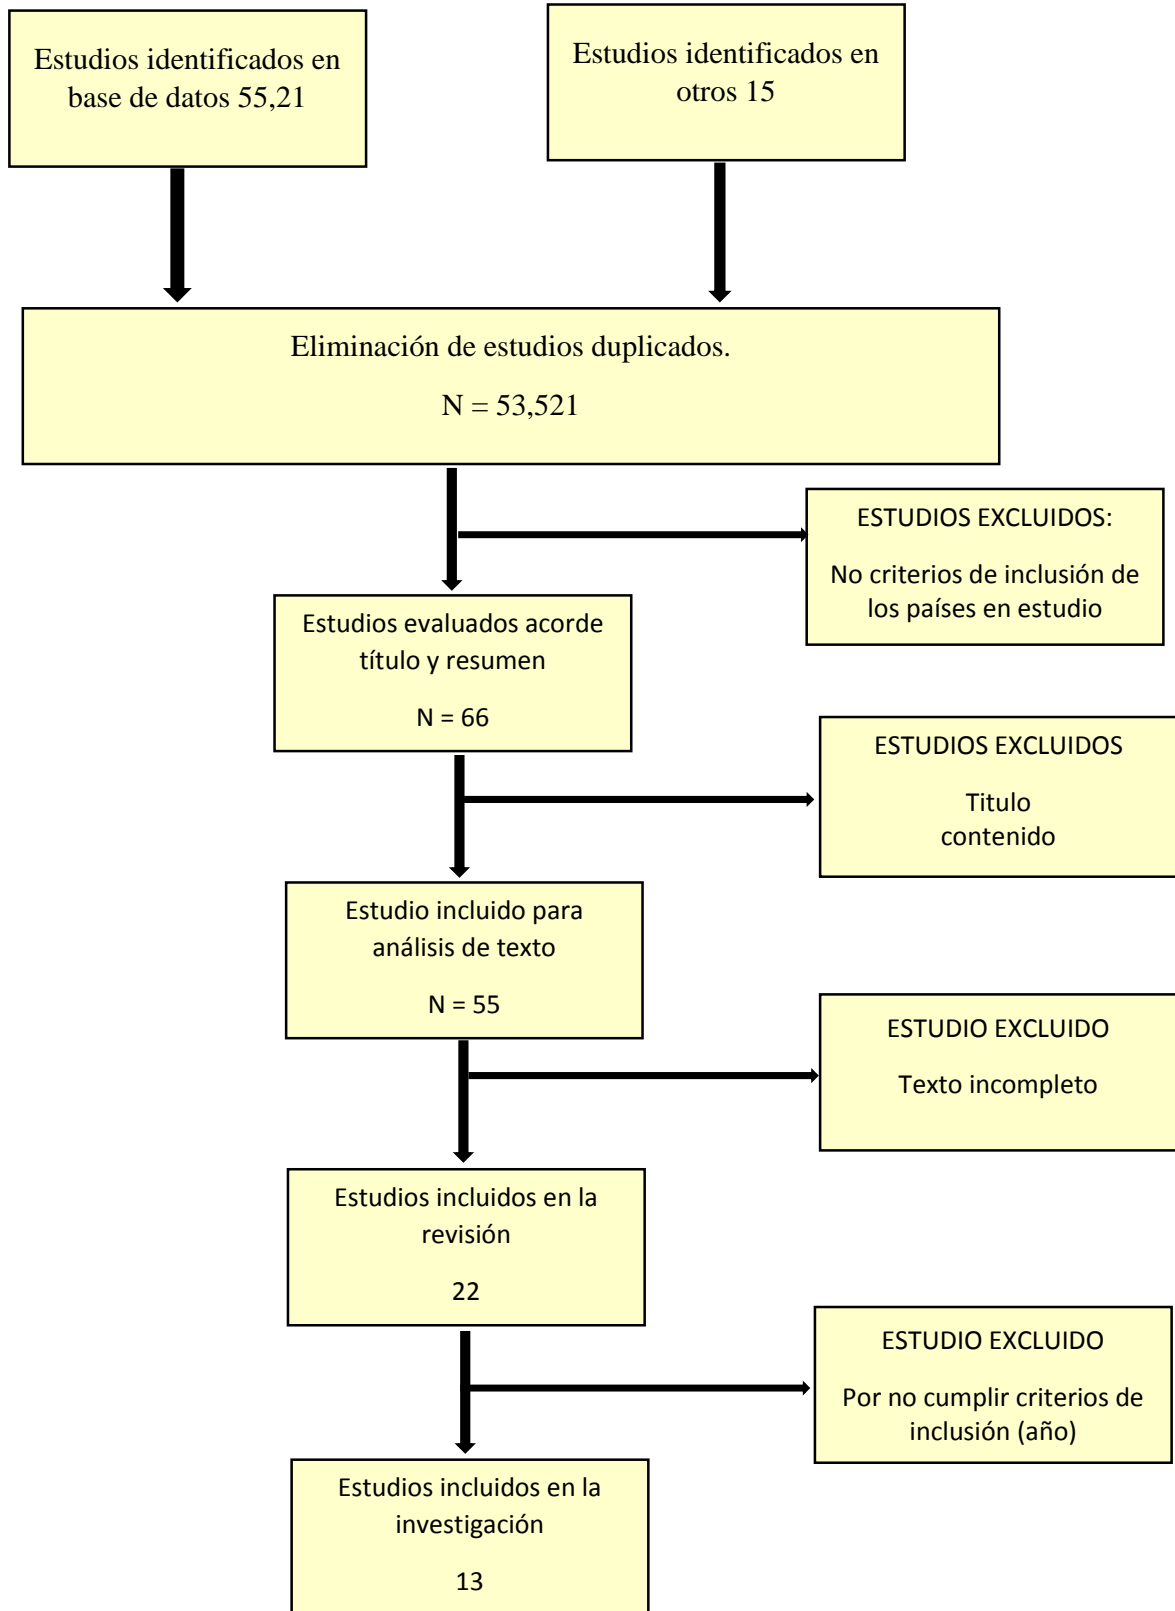 Estudios identificados en
base de datos 55,21
Estudios identificados en
otros 15
Eliminación de estudios duplicados.
N = 53,521
ESTUDIOS EXCLUIDOS:
No criterios de inclusión de
los países en estudio
Estudios evaluados acorde
título y resumen
N = 66
ESTUDIOS EXCLUIDOS
Titulo
contenido
Estudio incluido para
análisis de texto
N = 55
ESTUDIO EXCLUIDO
Texto incompleto
Estudios incluidos en la
revisión
22
ESTUDIO EXCLUIDO
Por no cumplir criterios de
inclusión (año)
Estudios incluidos en la
investigación
13